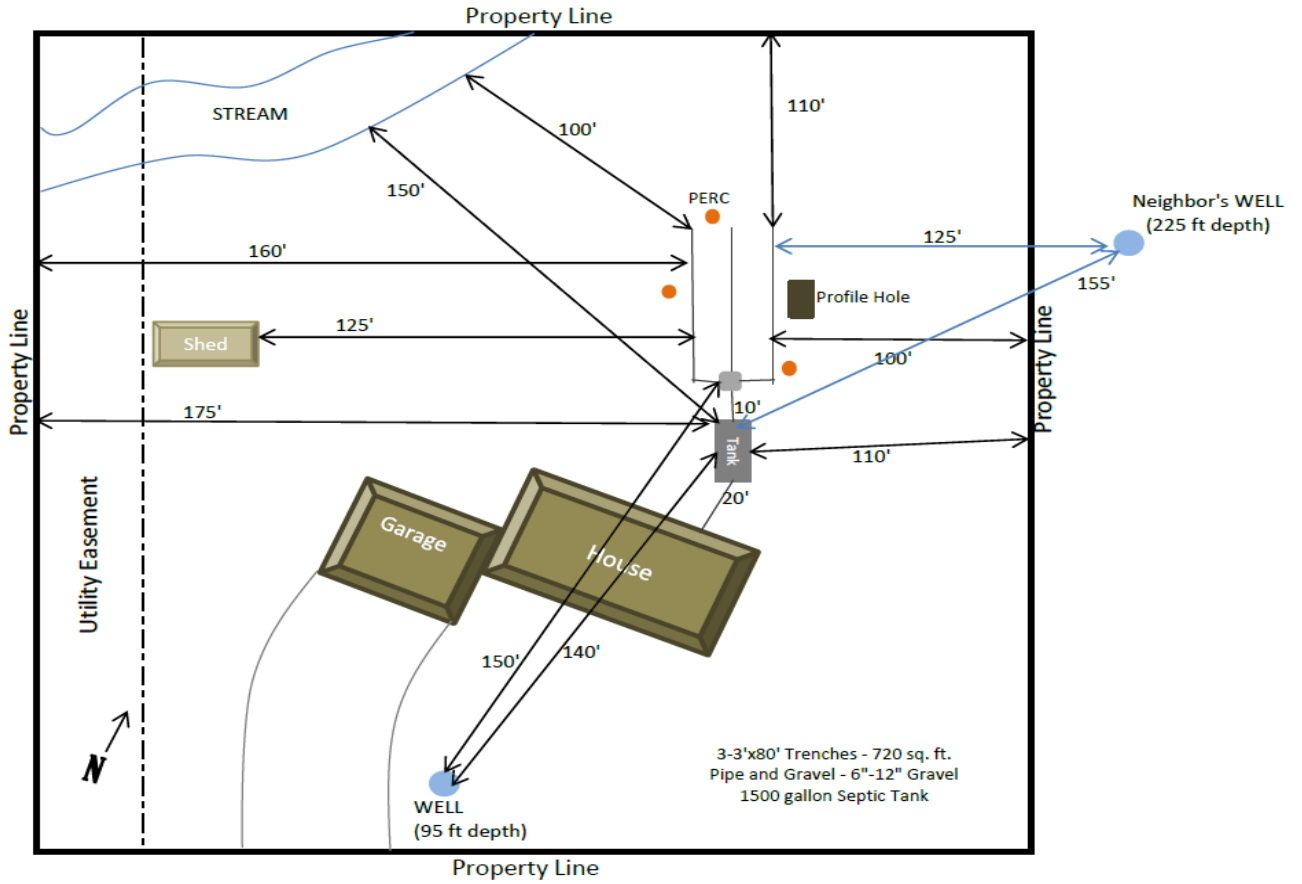 Property Line
STREAM
110'
100'
150'
PERC
Neighbor's WELL
(225 ft depth)
125'
160'
155'
Profile Hole
125'
Shed
100'
Property Line
Property Line
175'
10'
Tank
110'
20'
Garage
House
Utility Easement
150'
140'
N
3-3'x80' Trenches - 720 sq. ft.
Pipe and Gravel - 6"-12" Gravel
1500 gallon Septic Tank
WELL
(95 ft depth)
Property Line